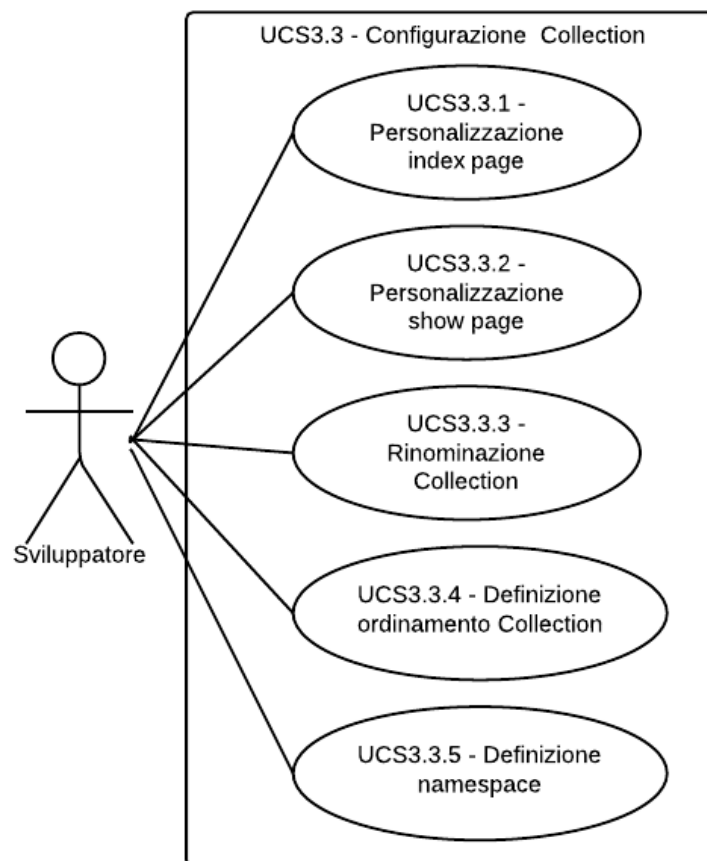 UCS3.3 - Configurazione Collection
UCS3.3.1 -
Personalizzazione
index page
UCS3.3.2 -
Personalizzazione
show page
UCS3.3.3 -
Rinominazione
Collection
Sviluppatore
UCS3.3.4 - Definizione
ordinamento Collection
UCS3.3.5 - Definizione
namespace